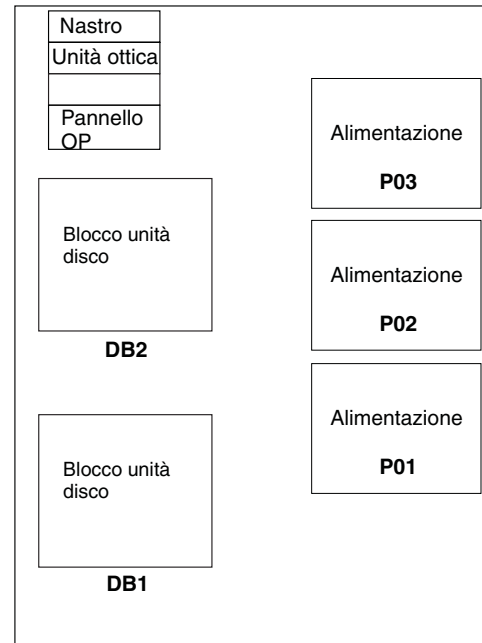 Nastro
Unità ottica
Pannello
OP
Alimentazione
P03
Blocco unità
disco
DB2
Alimentazione
P02
Alimentazione
P01
Blocco unità
disco
DB1